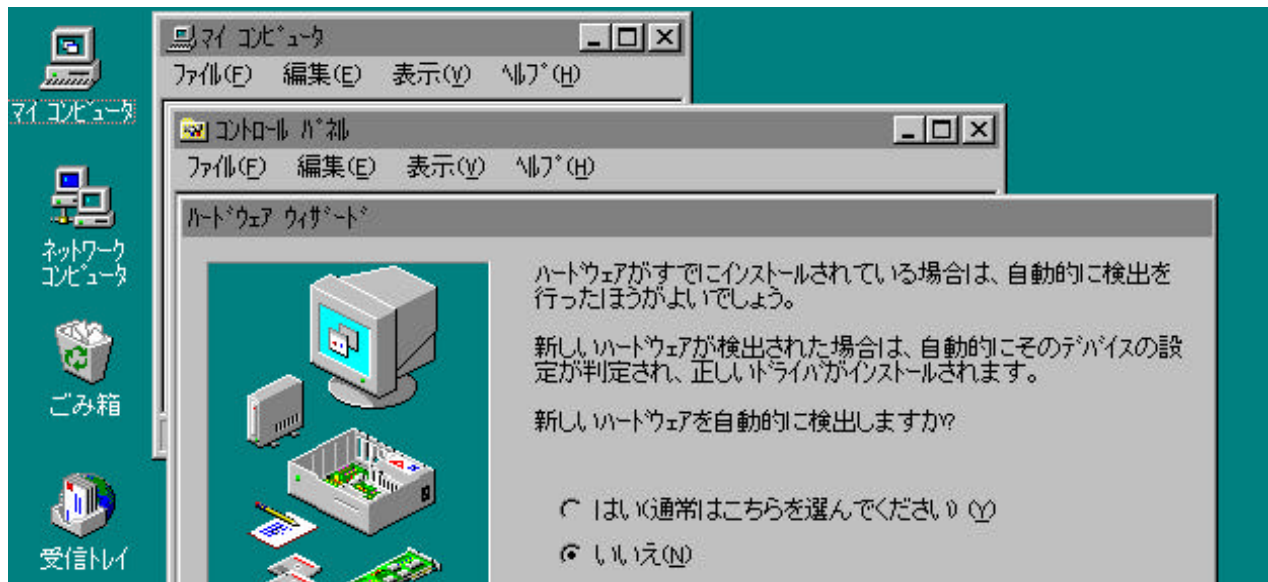 マイ コンピュータ
ネットワーク
コンピュータ
ごみ箱
受信トレイ
マイ コンピュータ
ファイル(F) 編集(E) 表示(V) ヘルプ(H)
コントロール パネル
ファイル(F) 編集(E) 表示(V) ヘルプ(H)
ハードウェア ウィザード
ハードウェアがすでにインストールされている場合は、自動的に検出を
行ったほうがよいでしょう。
新しいハードウェアが検出された場合は、自動的にそのデバイスの設
定が判定され、正しいドライバがインストールされます。
新しいハードウェアを自動的に検出しますか?
はい(通常はこちらを選んでください)(Y)
いいえ(N)